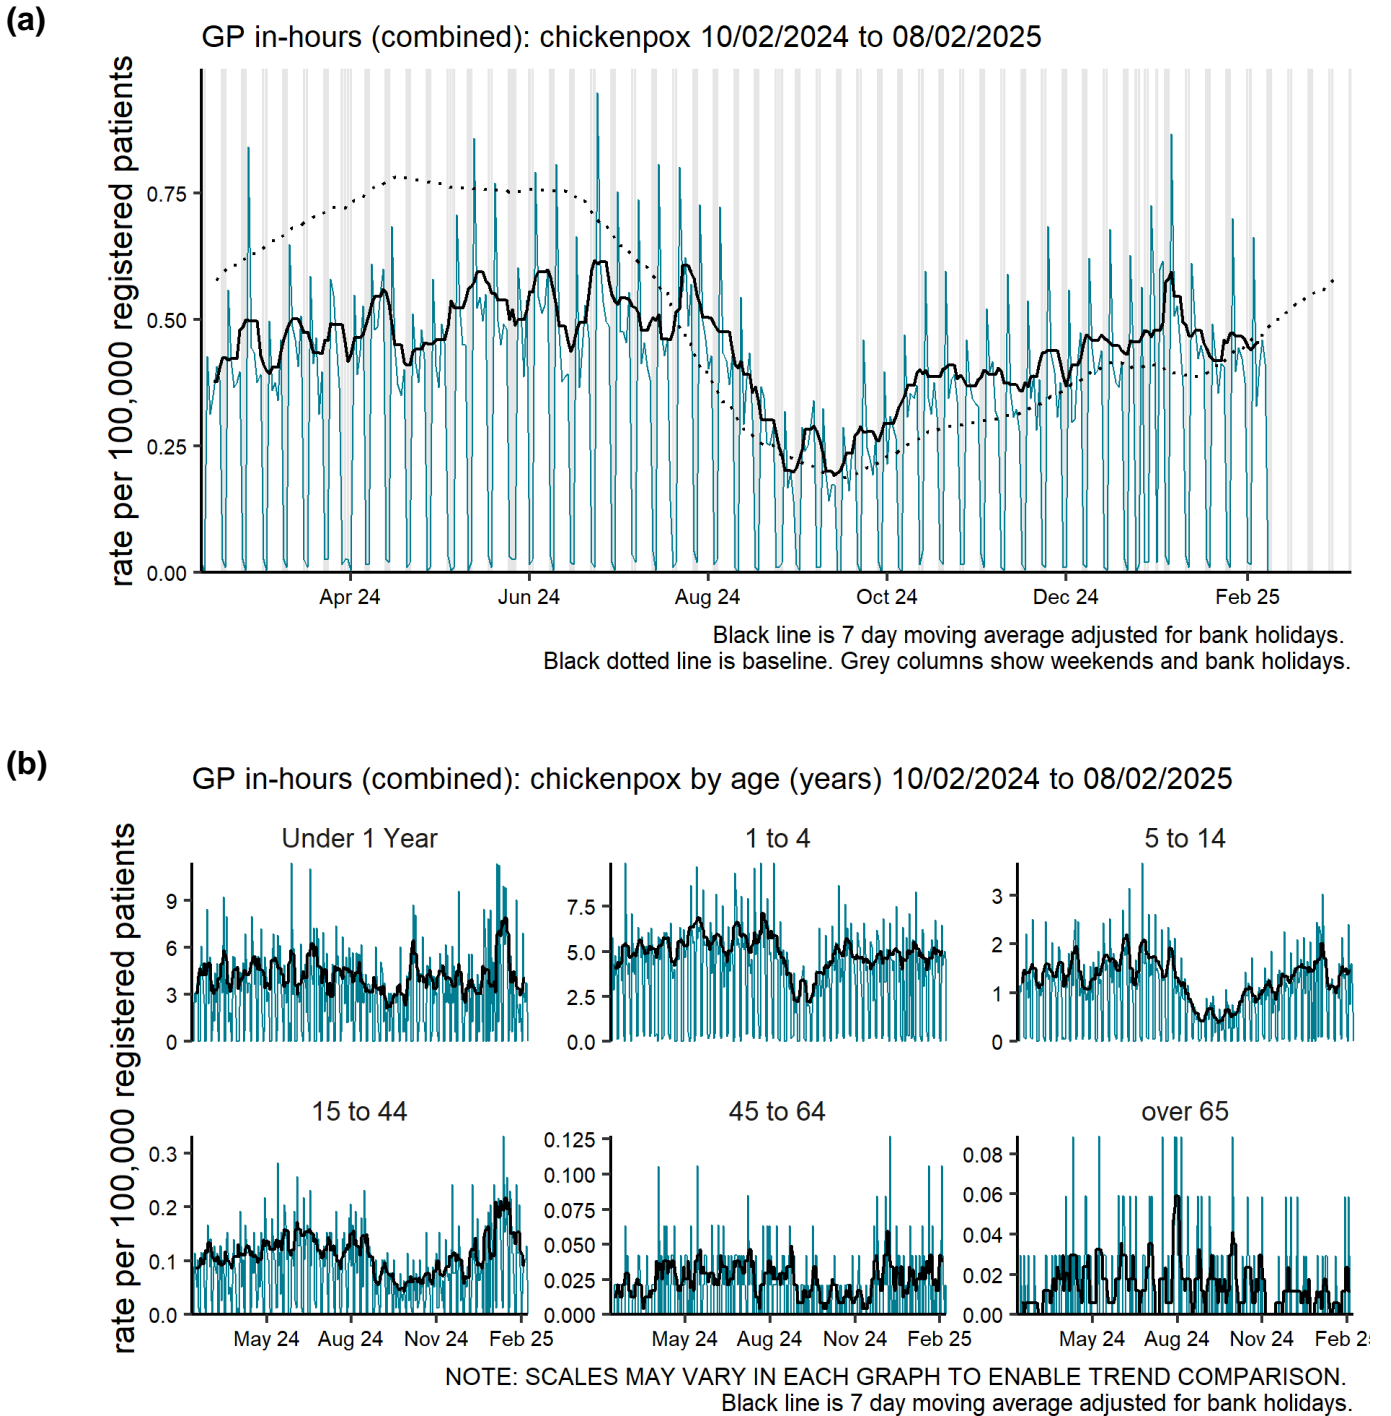 (a)
GP in-hours (combined): chickenpox 10/02/2024 to 08/02/2025
rate per 100,000 registered patients
0.75
0.50
0.25
0.00
Apr 24
Jun 24
Aug 24
Oct 24
Dec 24
Feb 25
Black line is 7 day moving average adjusted for bank holidays.
Black dotted line is baseline. Grey columns show weekends and bank holidays.
(b)
GP in-hours (combined): chickenpox by age (years) 10/02/2024 to 08/02/2025
rate per 100,000 registered patients
Under 1 Year
9
6
3
0
1 to 4
7.5
5.0
2.5
0.0
5 to 14
3
2
1
0
15 to 44
0.3
0.2
0.1
0.0
May 24
Aug 24
Nov 24
Feb 25
45 to 64
0.125
0.100
0.075
0.050
0.025
0.000
May 24
Aug 24
Nov 24
Feb 25
over 65
0.08
0.06
0.04
0.02
0.00
May 24
Aug 24
Nov 24
Feb 2
NOTE: SCALES MAY VARY IN EACH GRAPH TO ENABLE TREND COMPARISON.
Black line is 7 day moving average adjusted for bank holidays.